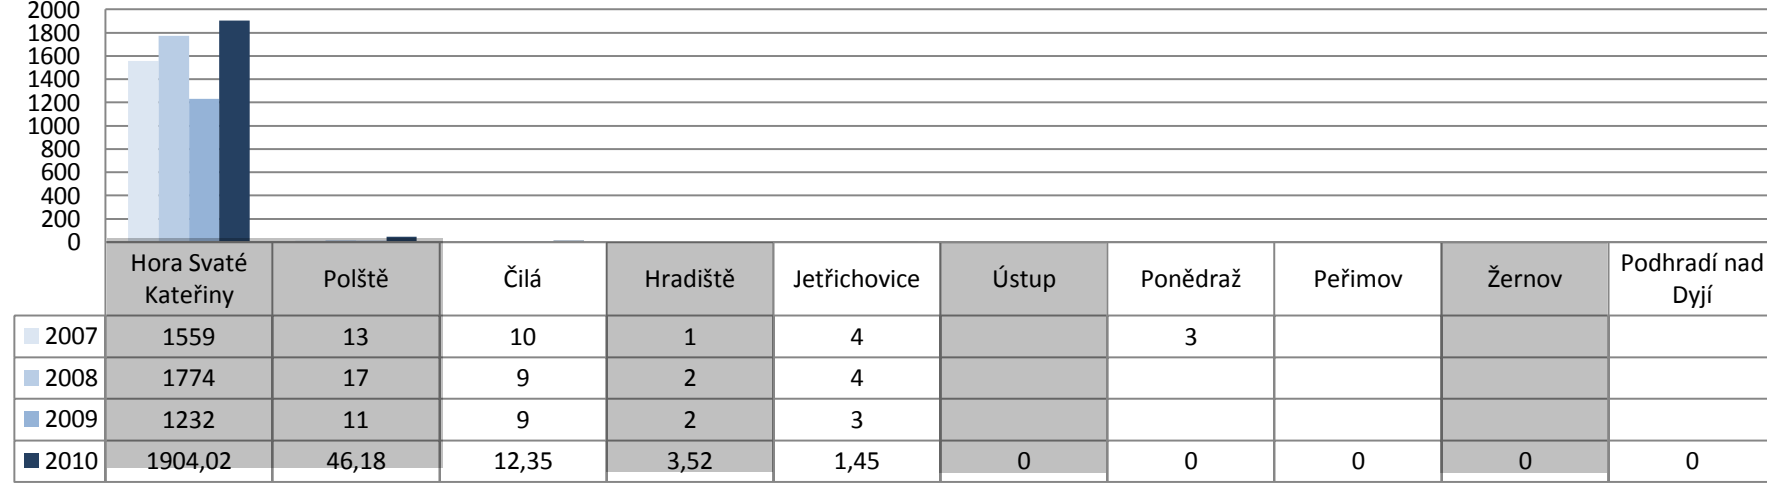 2000
1800
1600
1400
1200
1000
800
600
400
200
0
Hora Svaté Kateřiny Polště Čilá Hradiště Jetřichovice Ústup Ponědraž Peřimov Žernov Podhradí nad Dyjí
2007 1559 13 10 1 4 3
2008 1774 17 9 2 4
2009 1232 11 9 2 3
2010 1904,02 46,18 12,35 3,52 1,45 0 0 0 0 0